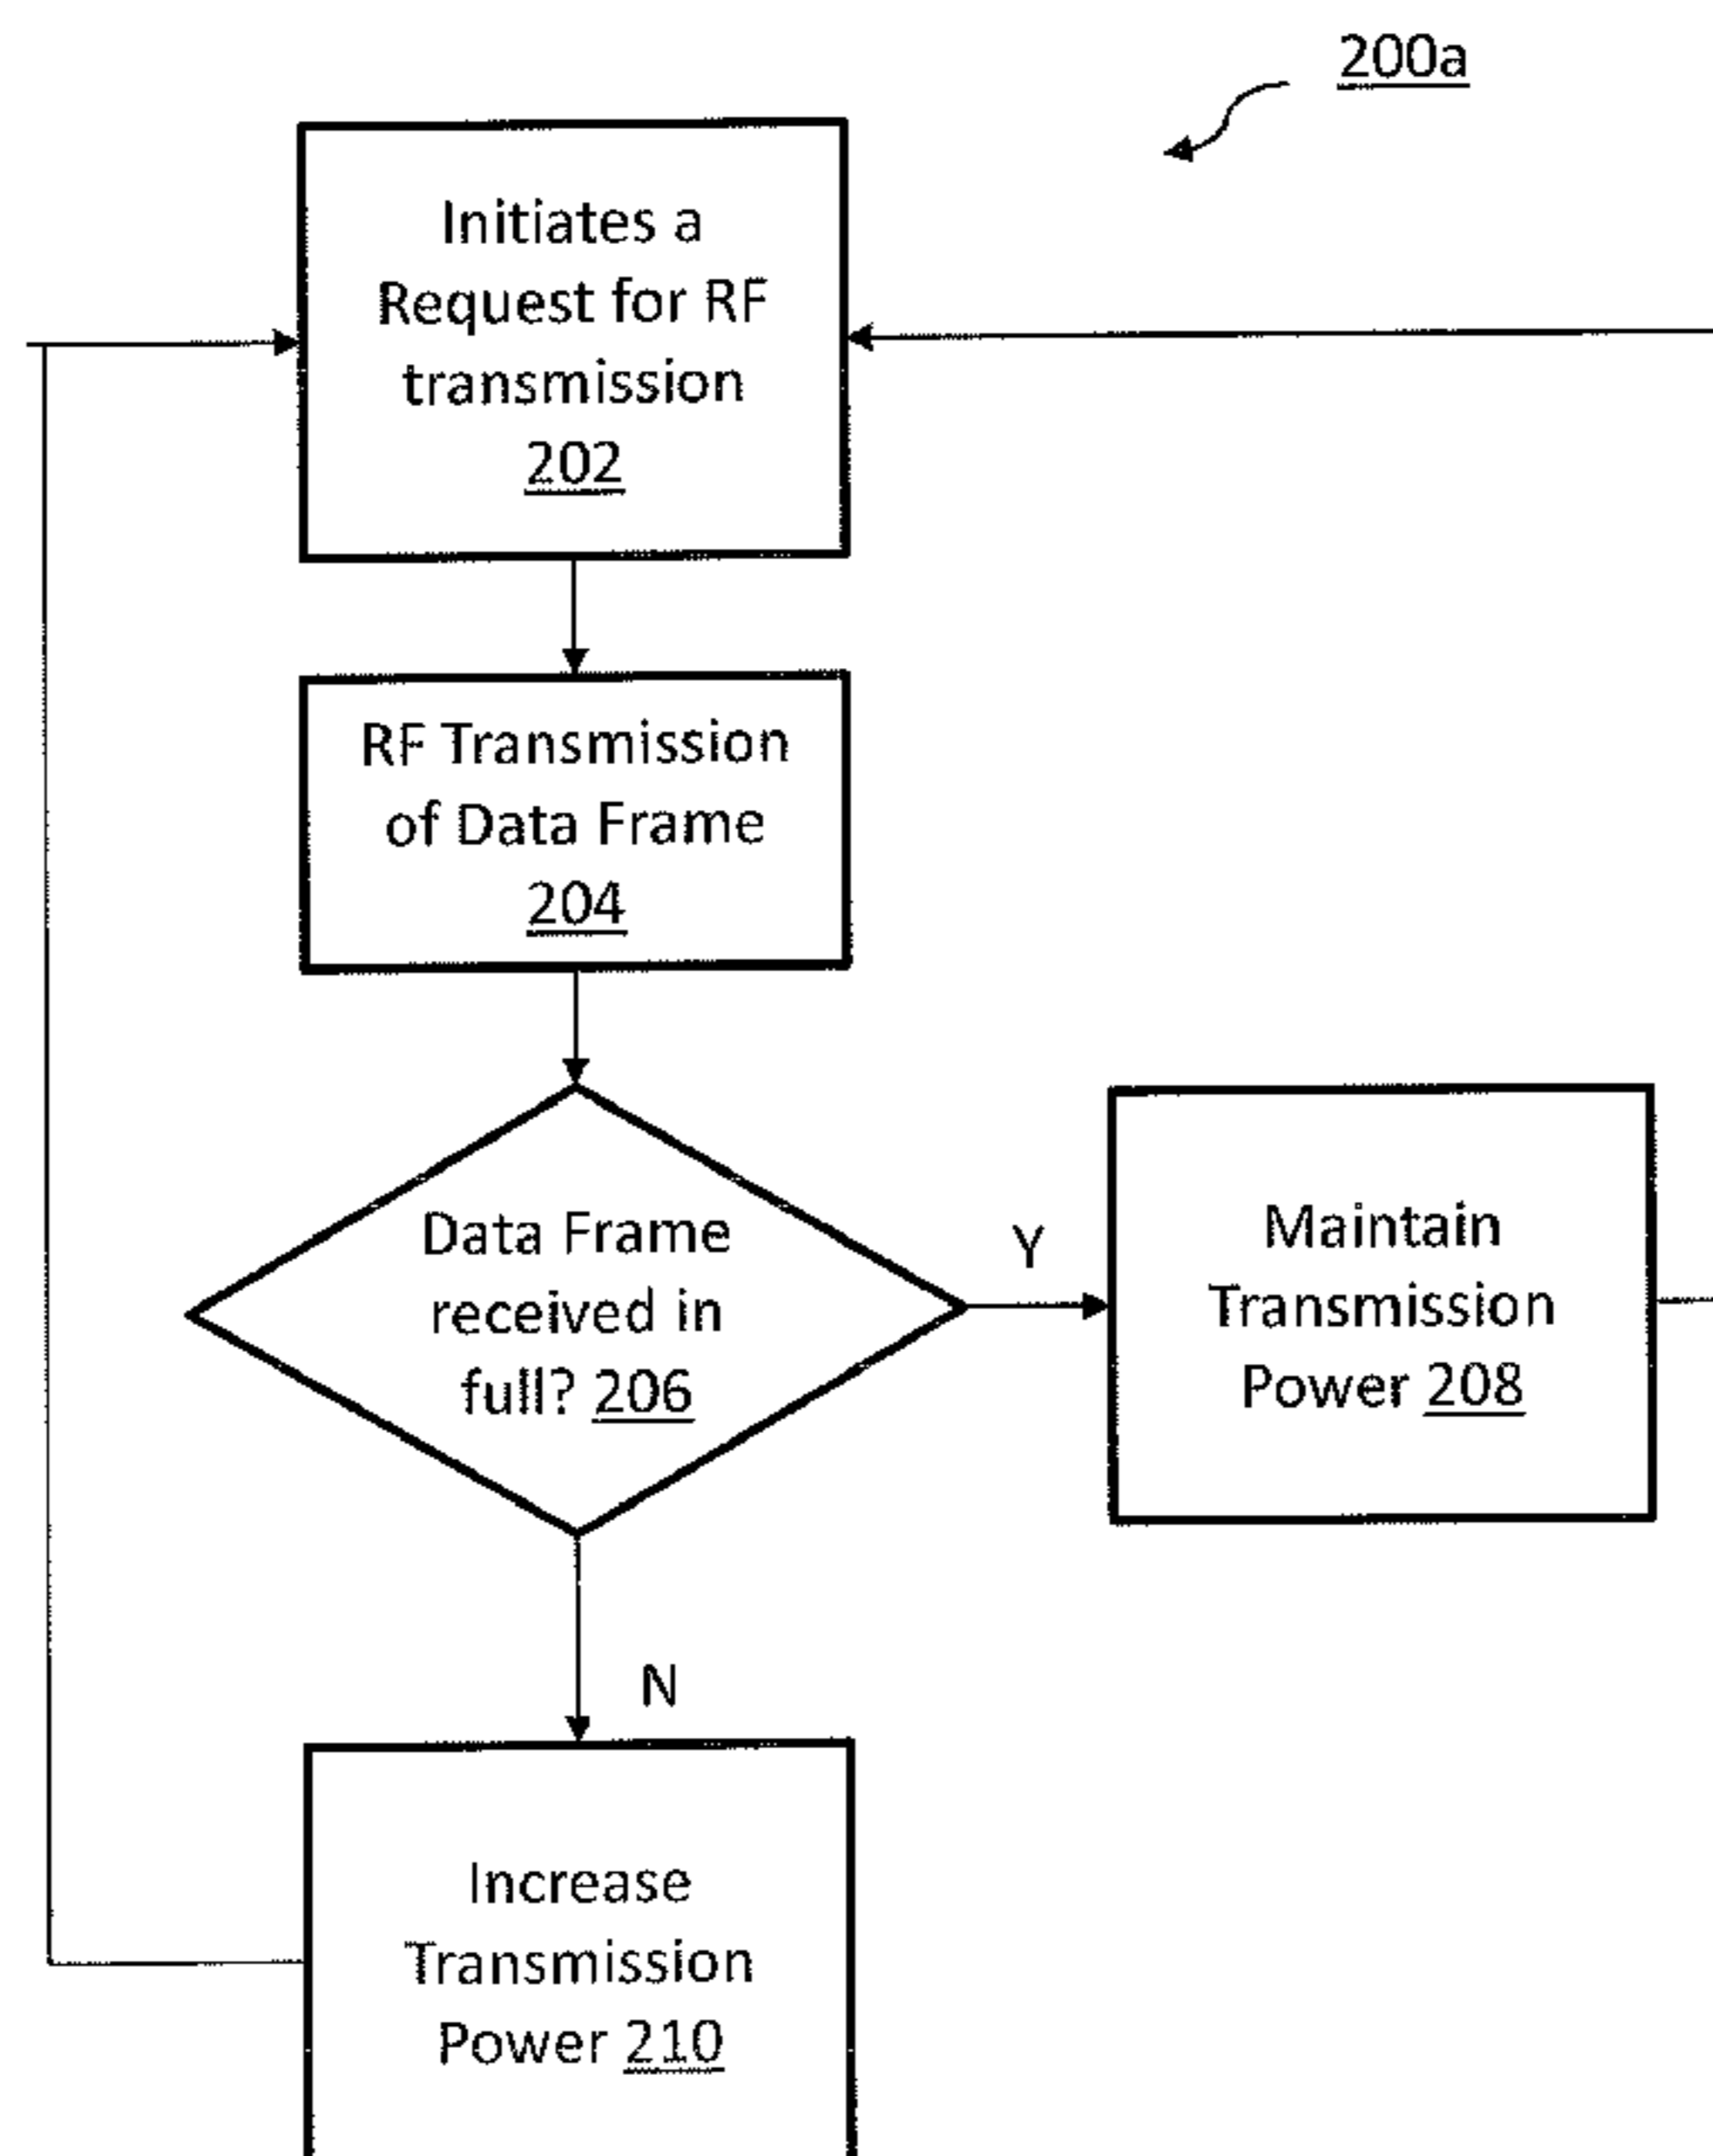 200a
Initiates a
Request for RF
transmission
202
RF Transmission
of Data Frame
204
Data Frame
received in
full? 206
Y
Maintain
Transmission
Power 208
N
Increase
Transmission
Power 210